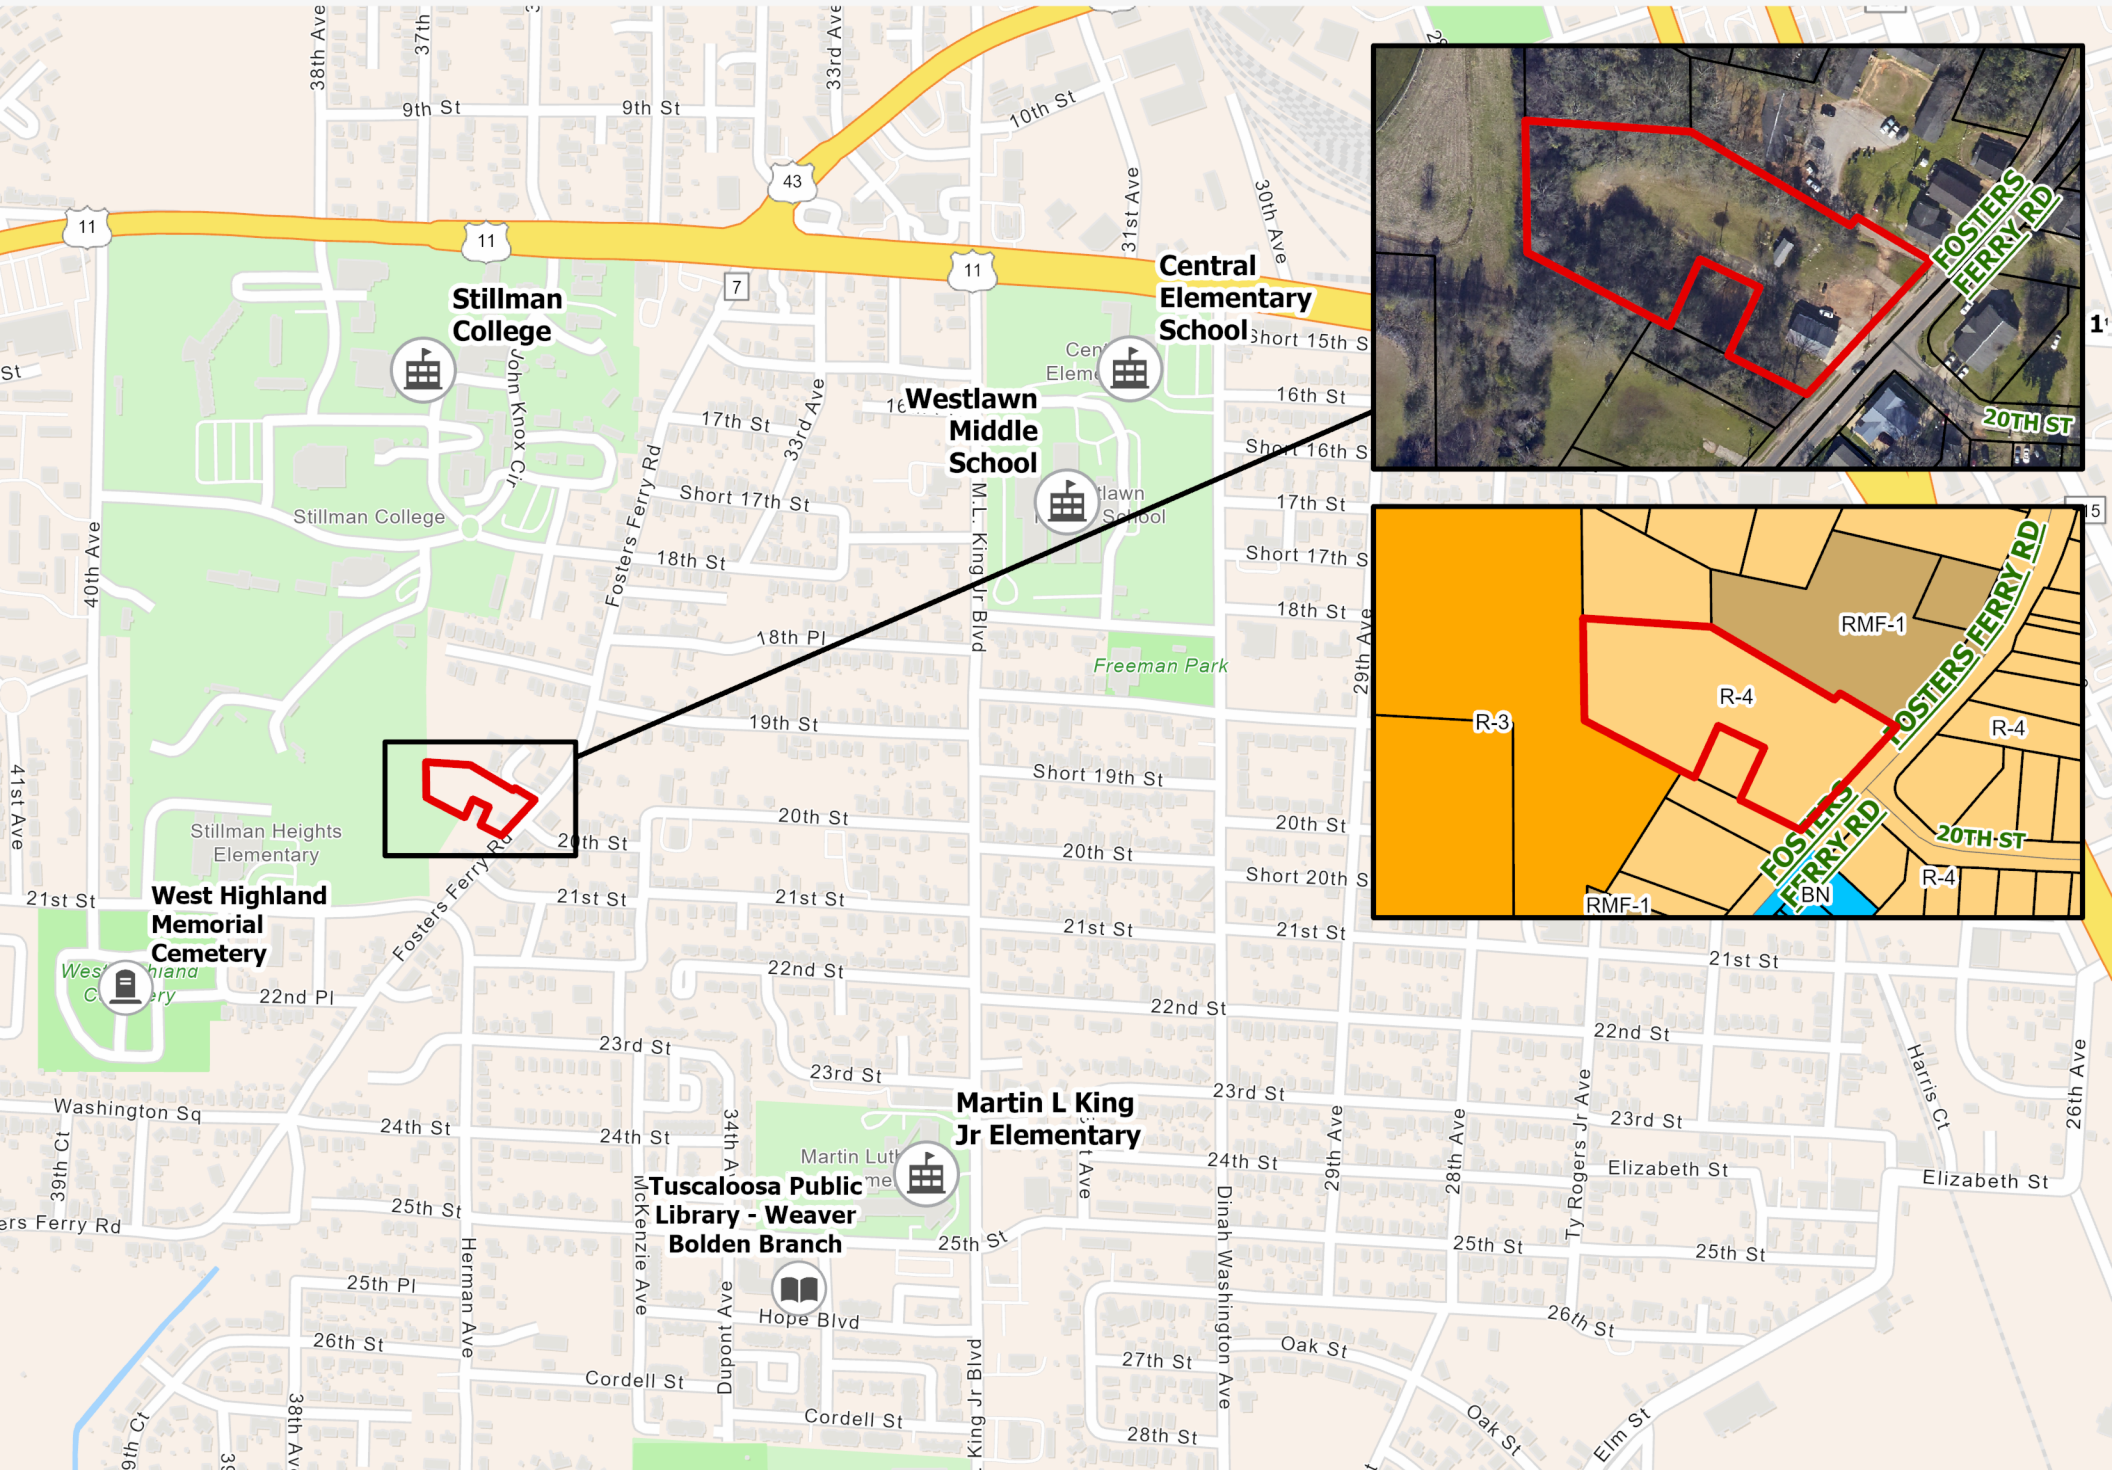 38th Ave
37th
33rd Ave
9th St
9th St
10th St
43
11
11
11
7
31st Ave
30th Ave
Central
Elementary
School
Stillman
College
John Knox Cir
St
Short 15th S
16th St
Short 16th S
17th St
Short 17th S
18th St
Westlawn
Middle
School
17th St
33rd Ave
Fosters Ferry Rd
Short 17th St
18th St
18th Pl
M.L. King Jr Blvd
Stillman College
40th Ave
Freeman Park
29th Ave
19th St
Short 19th St
20th St
20th St
20th St
20th St
Short 20th S
41st Ave
Stillman Heights
Elementary
Fosters Ferry Rd
21st St
21st St
21st St
21st St
21st St
21st St
West Highland
Memorial
Cemetery
22nd Pl
22nd St
22nd St
22nd St
23rd St
23rd St
23rd St
23rd St
Washington Sq
39th Ct
24th St
24th St
24th St
34th Av
Martin L King
Jr Elementary
Tuscaloosa Public
Library - Weaver
Bolden Branch
McKenzie Ave
Dupont Ave
Herman Ave
ers Ferry Rd
25th St
25th St
25th St
25th St
25th Pl
26th St
26th St
Hope Blvd
Cordell St
Cordell St
King Jr Blvd
Dinah Washington Ave
29th Ave
28th Ave
Ty Rogers Jr Ave
Harris Ct
26th Ave
Elizabeth St
Elizabeth St
27th St
28th St
Oak St
Oak St
Elm St
38th Ave
FOSTERS
FERRY RD
20TH ST
15
R-3
R-4
RMF-1
FOSTERS FERRY RD
R-4
FOSTERS
FERRY RD
20TH ST
R-4
BN
RMF-1